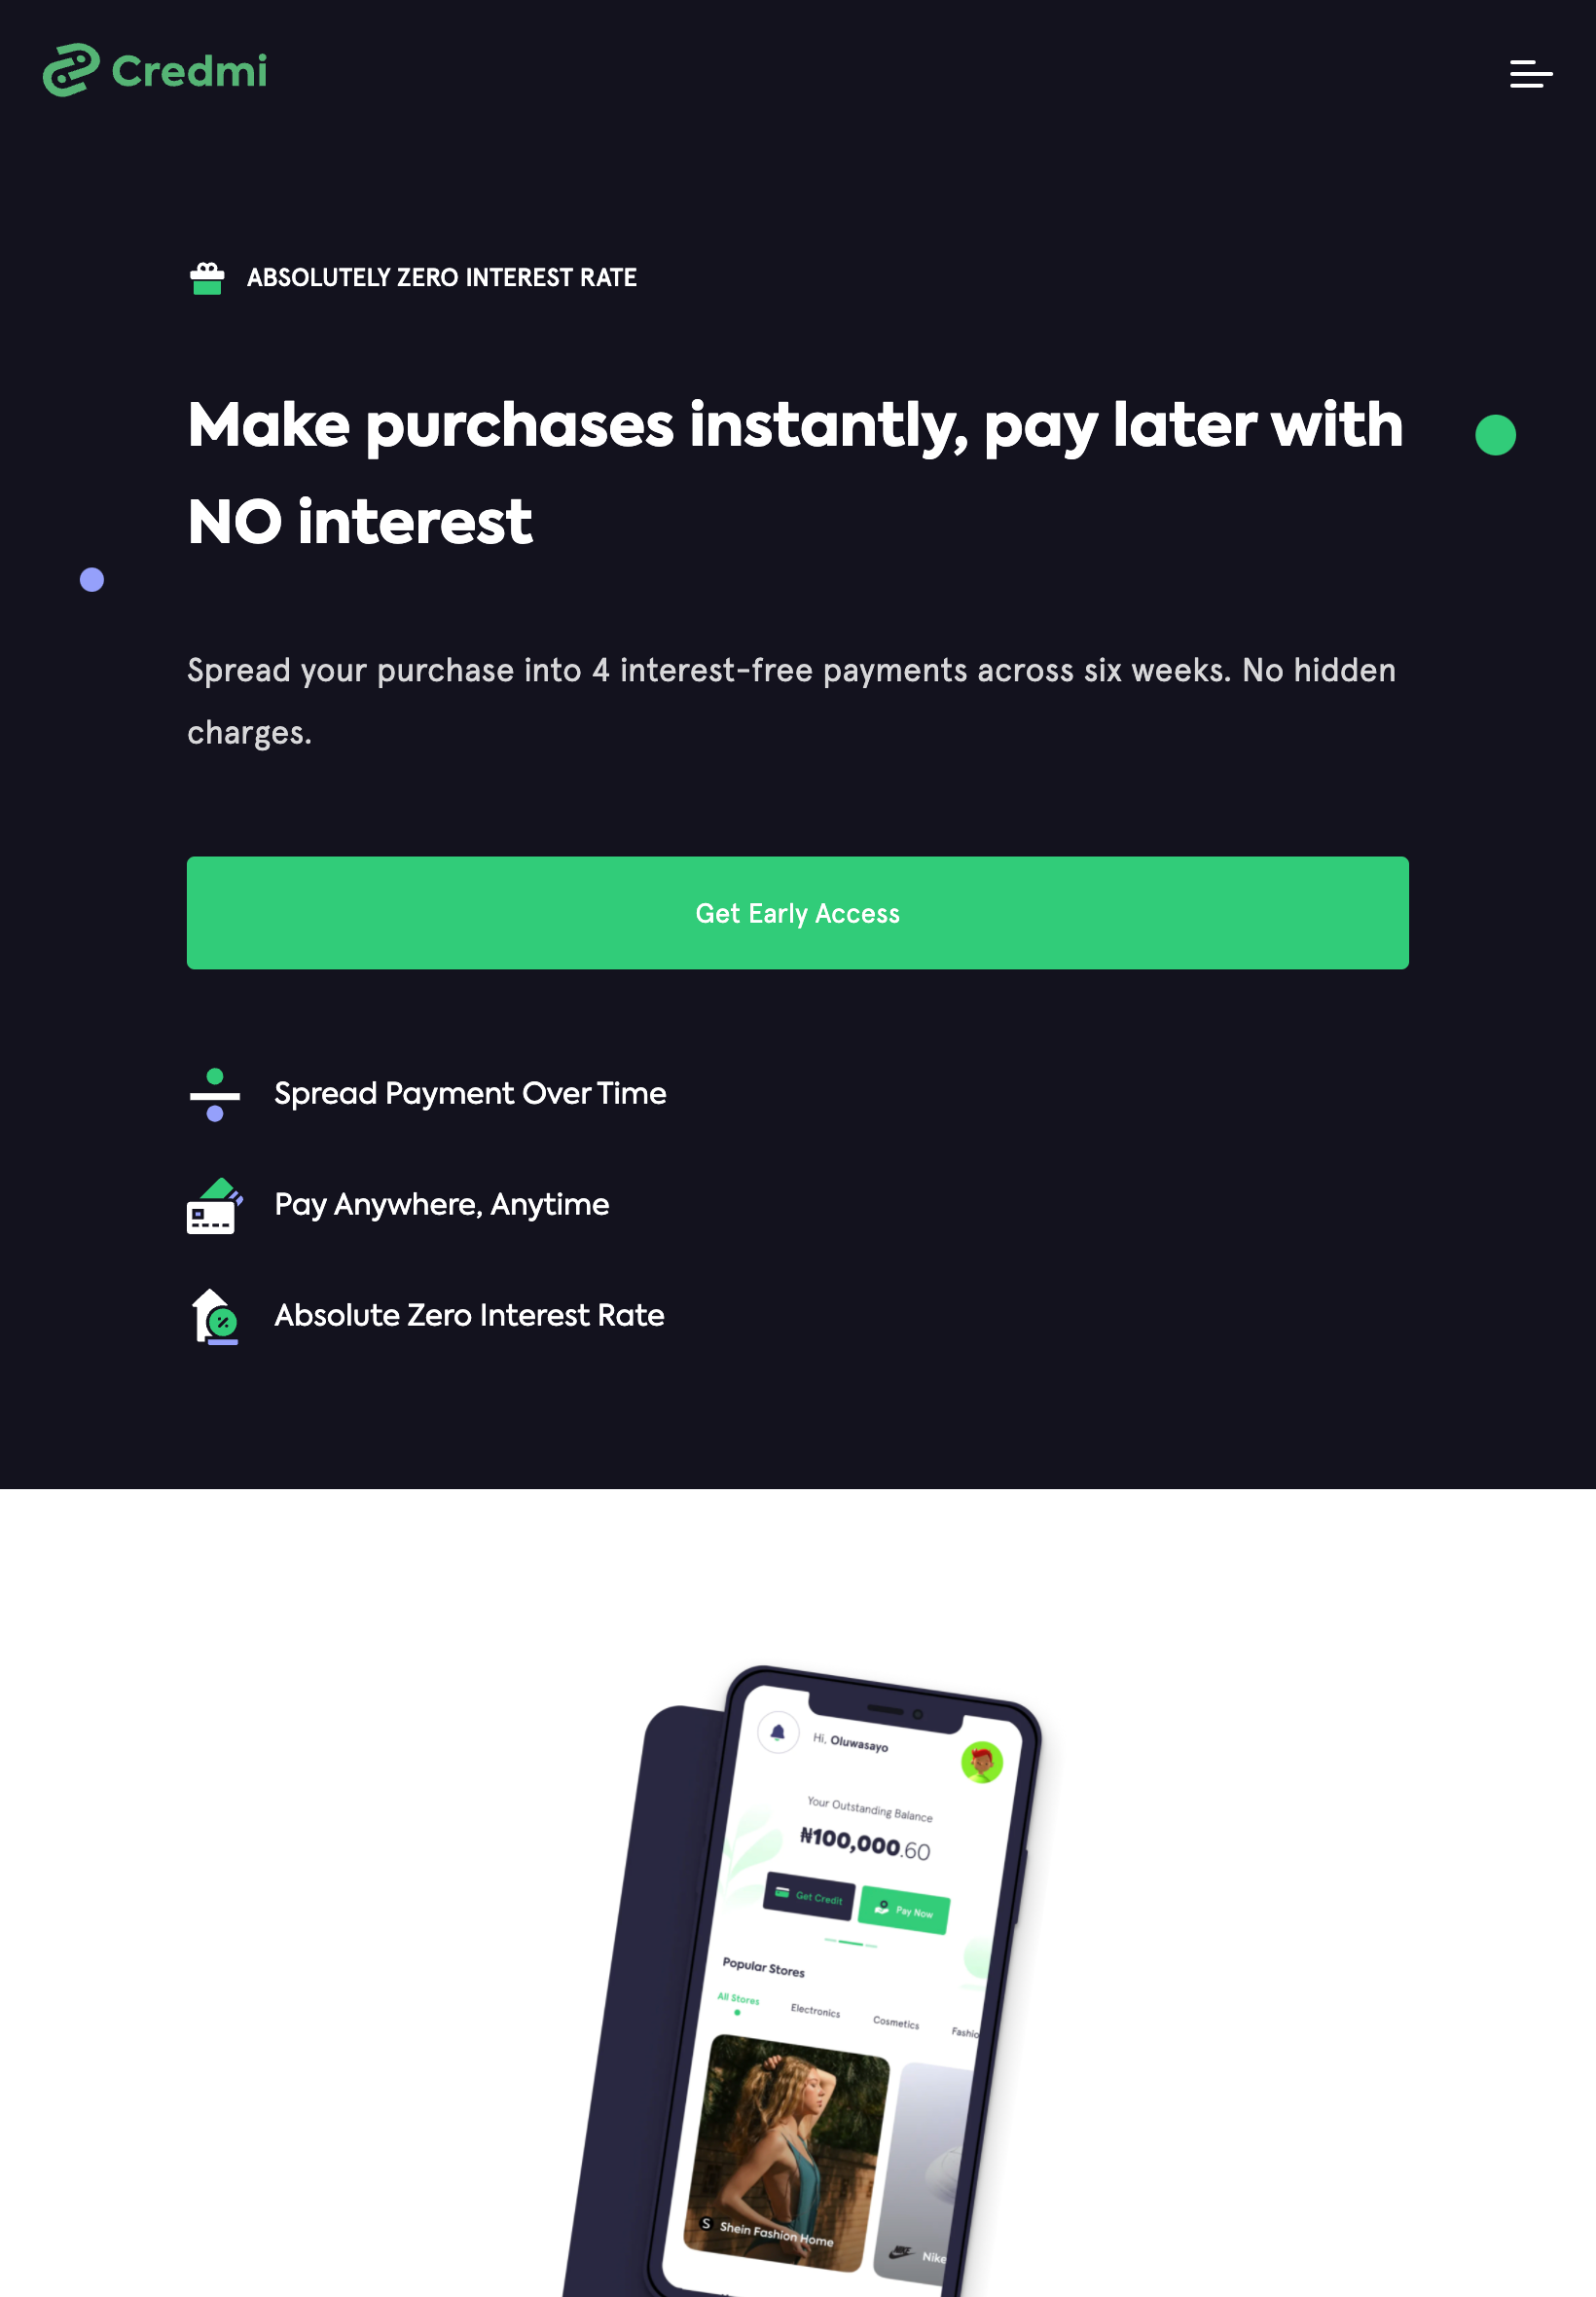 Credmi
ABSOLUTELY ZERO INTEREST RATE
Make purchases instantly, pay later with
NO interest
Spread your purchase into 4 interest-free payments across six weeks. No hidden
charges.
Get Early Access
Spread Payment Over Time
Pay Anywhere, Anytime
Absolute Zero Interest Rate
Hi, Oluwasayo
Your Outstanding Balance
₦100,000.60
Get Credit
Pay Now
Popular Stores
All Stores Electronics Cosmetics Fashio
S Shein Fashion Home
NIKE Nike